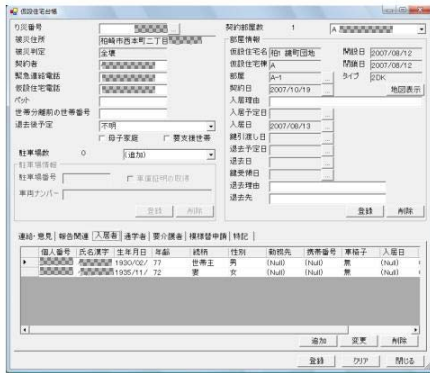 仮設住宅台帳
り災番号
被災住所 柏崎市西本町二丁目
被災判定 全壊
契約者
緊急連絡電話
仮設住宅電話
ペット
世帯分離前の世帯番号
退去後予定 不明
母子家庭 要支援世帯
駐車場数 0 (追加)
駐車場情報
駐車場番号 車庫証明の取得
車両ナンバー
登録 削除
契約部屋数 1 A
部屋情報
仮設住宅名 柏! 鏡町団地 開設日 2007/08/12
仮設住宅棟 A 閉鎖日 2007/08/12
部屋 A-1 タイプ 2DK
契約日 2007/10/19 地図表示
入居理由
入居予定日
入居日 2007/08/13
鍵引渡し日
退去予定日
退去日
鍵受領日
退去理由
退去先
登録 削除
連絡・意見 報告関連 入居者 通学者 要介護者 模様替申請 特記
個人番号 氏名漢字 生年月日 年齢 続柄 性別 勤務先 携帯番号 車格子 入居日
1930/02/ 77 世帯主 男 (Null) (Null) 無 (Null)
1935/11/ 72 妻 女 (Null) (Null) 無 (Null)
追加 変更 削除
登録 クリア 閉じる